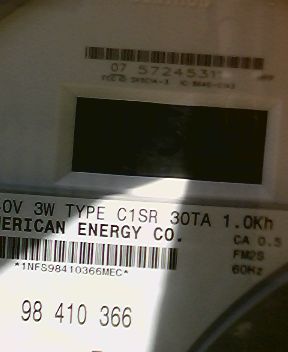 07 5724531
0V 3W TYPE C1SR 30TA 1.0Kh
ERICAN ENERGY CO. CA 0.5
FM2S
*1NFS98410366MEC* 60Hz
98 410 366